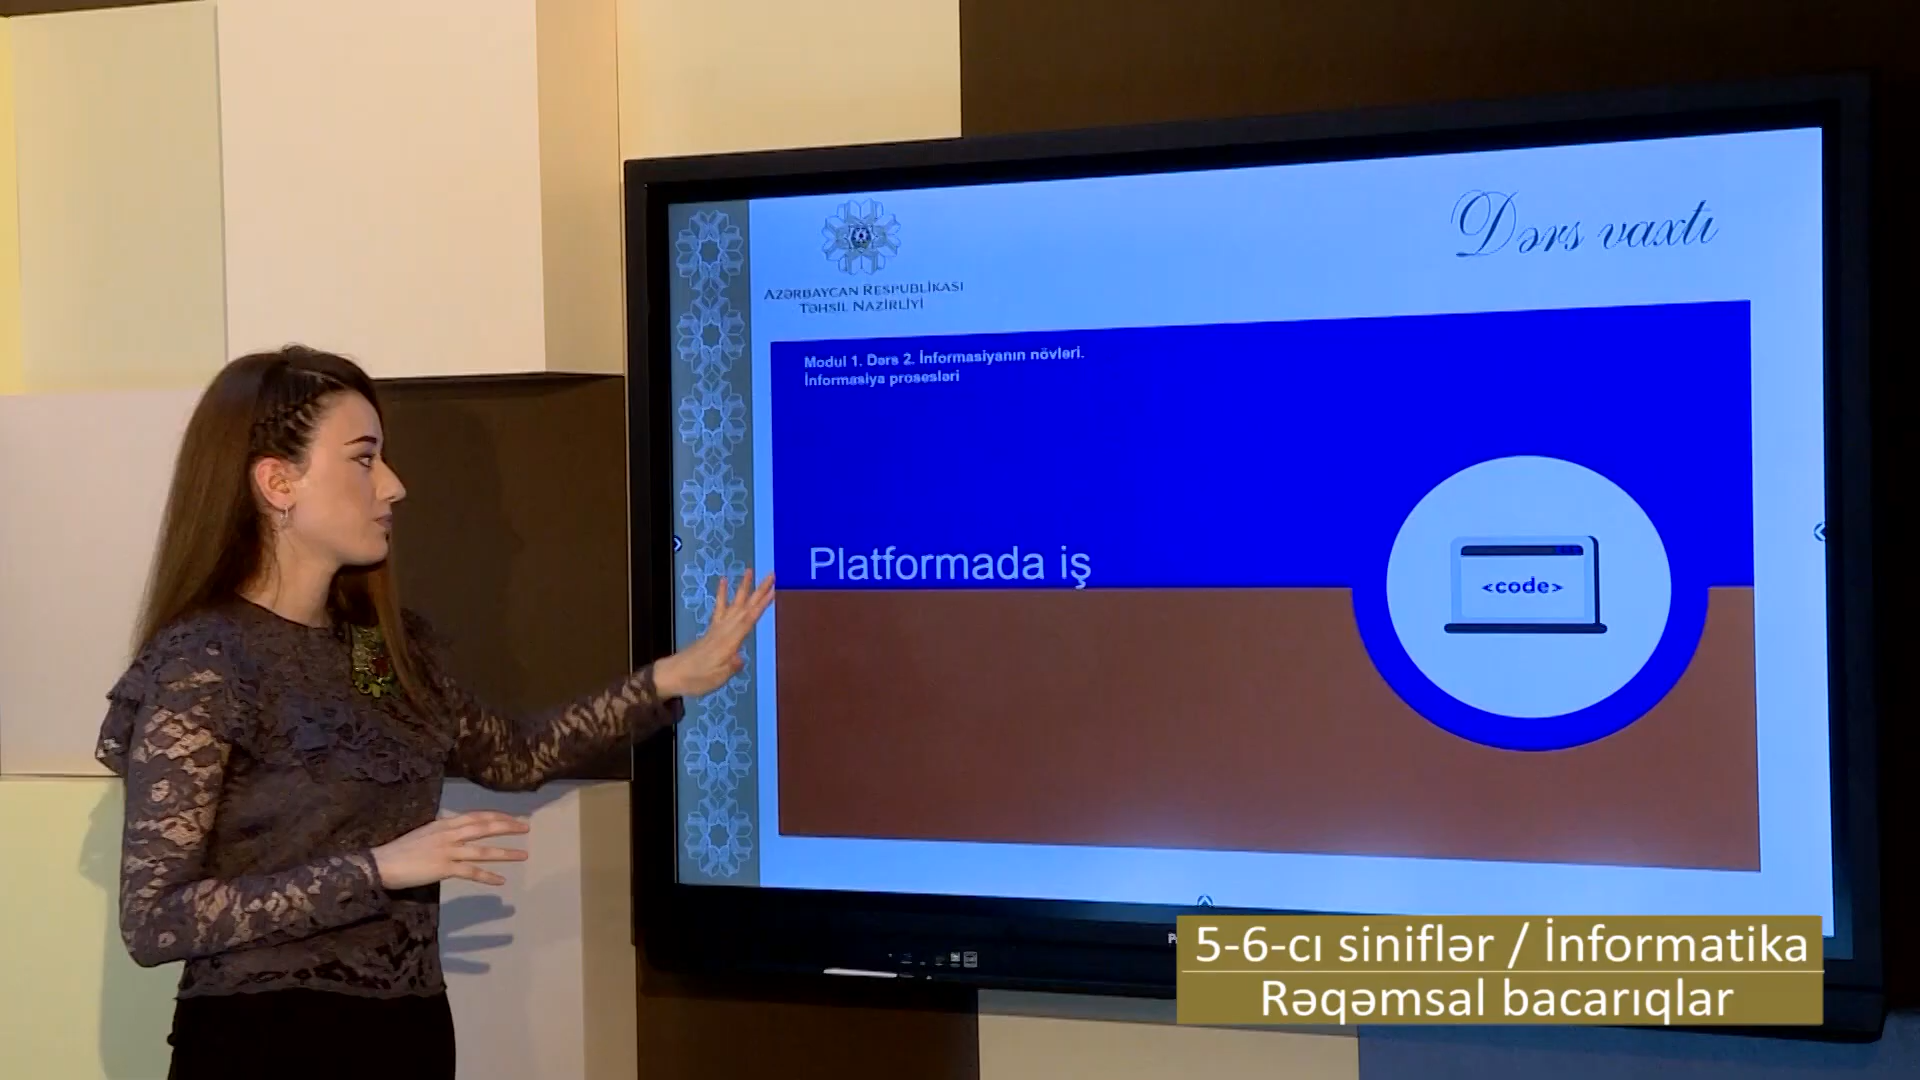 Dərs vaxtı
AZƏRBAYCAN RESPUBLİKASI
TƏHSİL NAZİRLİYİ
Modul 1. Dərs 2. İnformasiyanın növləri.
İnformasiya prosesləri
Platformada iş
<code>
5-6-cı siniflər / İnformatika
Rəqəmsal bacarıqlar